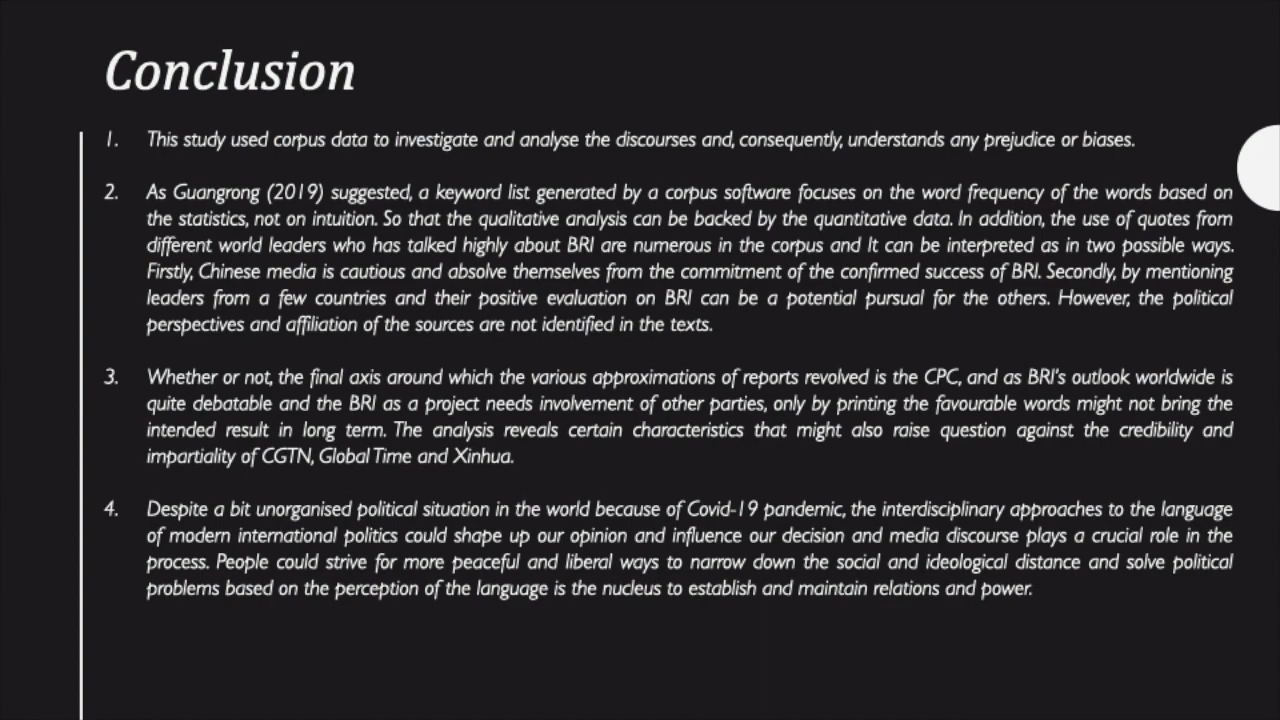 Conclusion
1. This study used corpus data to investigate and analyse the discourses and, consequently, understands any prejudice or biases.
2. As Guangrong (2019) suggested, a keyword list generated by a corpus software focuses on the word frequency of the words based on
the statistics, not on intuition. So that the qualitative analysis can be backed by the quantitative data. In addition, the use of quotes from
different world leaders who has talked highly about BRI are numerous in the corpus and It can be interpreted as in two possible ways.
Firstly, Chinese media is cautious and absolve themselves from the commitment of the confirmed success of BRI. Secondly, by mentioning
leaders from a few countries and their positive evaluation on BRI can be a potential pursual for the others. However, the political
perspectives and affiliation of the sources are not identified in the texts.
3. Whether or not, the final axis around which the various approximations of reports revolved is the CPC, and as BRI's outlook worldwide is
quite debatable and the BRI as a project needs involvement of other parties, only by printing the favourable words might not bring the
intended result in long term. The analysis reveals certain characteristics that might also raise question against the credibility and
impartiality of CGTN, Global Time and Xinhua.
4. Despite a bit unorganised political situation in the world because of Covid-19 pandemic, the interdisciplinary approaches to the language
of modern international politics could shape up our opinion and influence our decision and media discourse plays a crucial role in the
process. People could strive for more peaceful and liberal ways to narrow down the social and ideological distance and solve political
problems based on the perception of the language is the nucleus to establish and maintain relations and power.